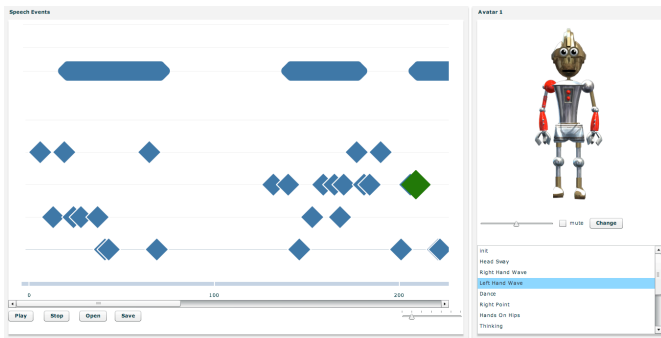 Speech Events
0
100
200
Play Stop Open Save
Avatar 1
mute Change
init
Head Sway
Right Hand Wave
Left Hand Wave
Dance
Right Point
Hands On Hips
Thinking